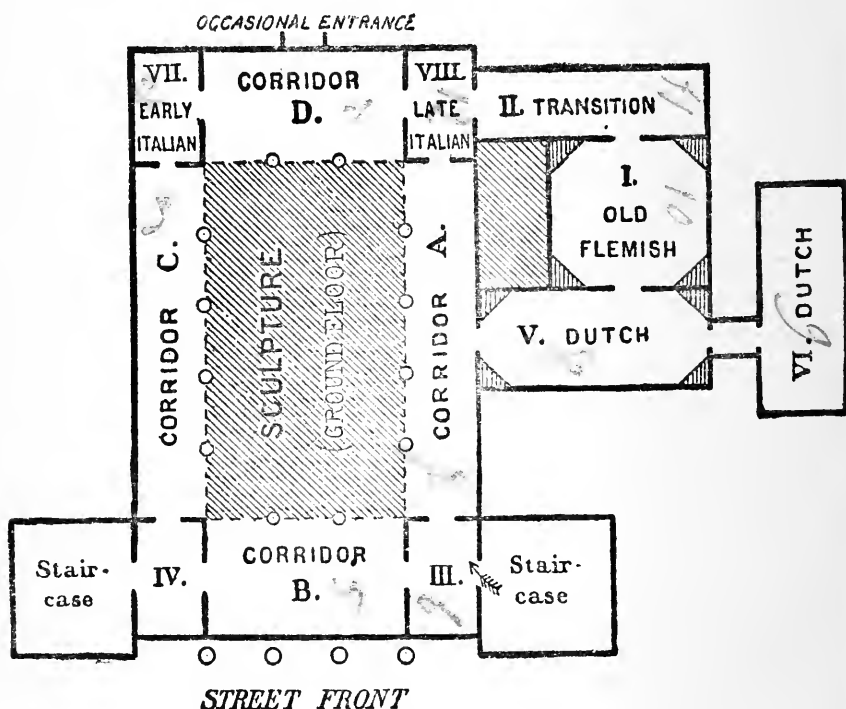 OCCASIONAL ENTRANCE
VII.
EARLY
ITALIAN
CORRIDOR
D.
VIII.
LATE
ITALIAN
II. TRANSITION
I.
OLD
FLEMISH
CORRIDOR C.
SCULPTURE
(GROUND FLOOR)
CORRIDOR A.
V. DUTCH
VI. DUTCH
Stair-
case
IV.
CORRIDOR
B.
III.
Stair-
case
STREET FRONT